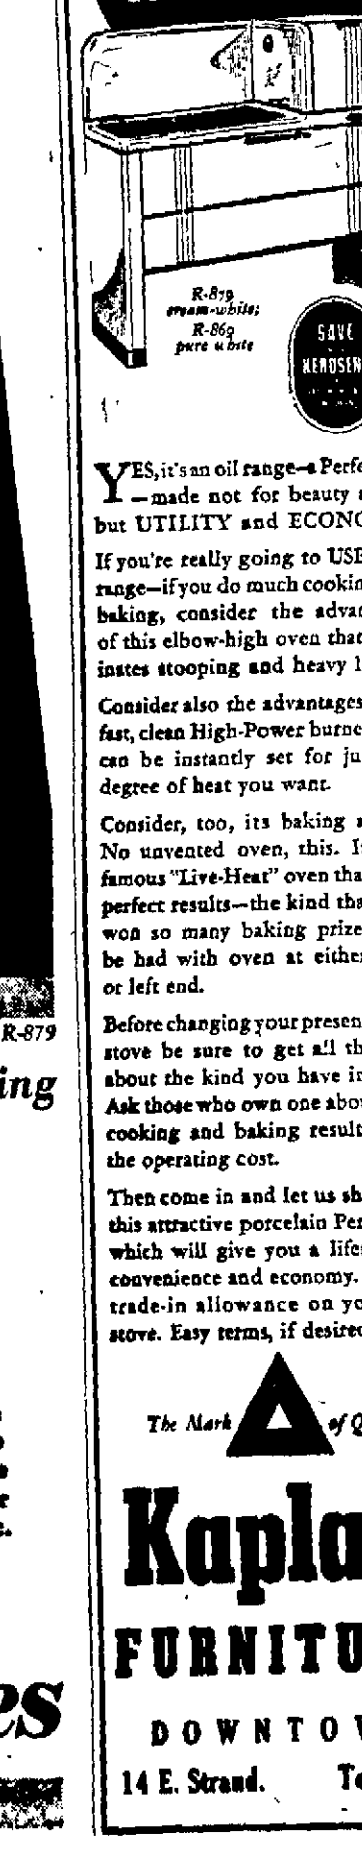 R-879
cream-white;
R-869
pure white
SAVE
KEROSEN
YES, it's an oil range—a Perfe
—made not for beauty a
but UTILITY and ECONO
If you're really going to USE
range—if you do much cookin
baking, consider the advan
of this elbow-high oven that
inates stooping and heavy l
Consider also the advantages
fast, clean High-Power burne
can be instantly set for ju
degree of heat you want.
Consider, too, its baking a
No unvented oven, this. I
famous "Live-Heat" oven tha
perfect results—the kind tha
won so many baking prize
be had with oven at either
or left end.
Before changing your presen
stove be sure to get all th
about the kind you have in
Ask those who own one abov
cooking and baking result
the operating cost.
Then come in and let us sh
this attractive porcelain Per
which will give you a life
convenience and economy.
trade-in allowance on yo
stove. Easy terms, if desired
The Mark of Q
Kapla
FURNITU
DOWNTOW
14 E. Strand. Te
R-879
ing
es